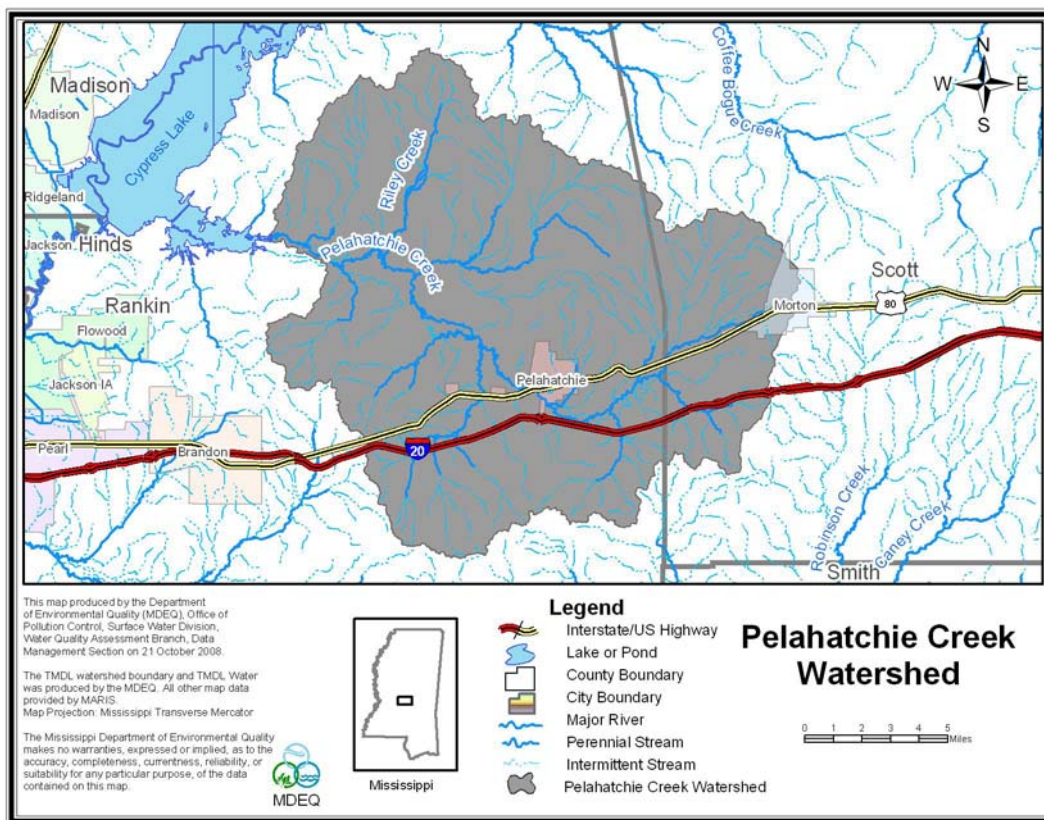 Madison
Madison
Cypress Lake
Ridgeland
Jackson
Hinds
Rankin
Flowood
Jackson IA
Pearl
Brandon
Riley Creek
Pelahatchie Creek
Pelahatchie
20
Coffee Bogue Creek
N
W
E
S
Scott
80
Morton
Robinson Creek
Caney Creek
Smith
This map produced by the Department
of Environmental Quality (MDEQ), Office of
Pollution Control, Surface Water Division,
Water Quality Assessment Branch, Data
Management Section on 21 October 2008.
The TMDL watershed boundary and TMDL Water
was produced by the MDEQ. All other map data
provided by MARIS.
Map Projection: Mississippi Transverse Mercator
The Mississippi Department of Environmental Quality
makes no warranties, expressed or implied, as to the
accuracy, completeness, currentness, reliability, or
suitability for any particular purpose, of the data
contained on this map.
MDEQ
Mississippi
Legend
Interstate/US Highway
Lake or Pond
County Boundary
City Boundary
Major River
Perennial Stream
Intermittent Stream
Pelahatchie Creek Watershed
Pelahatchie Creek
Watershed
0 1 2 3 4 5
Miles